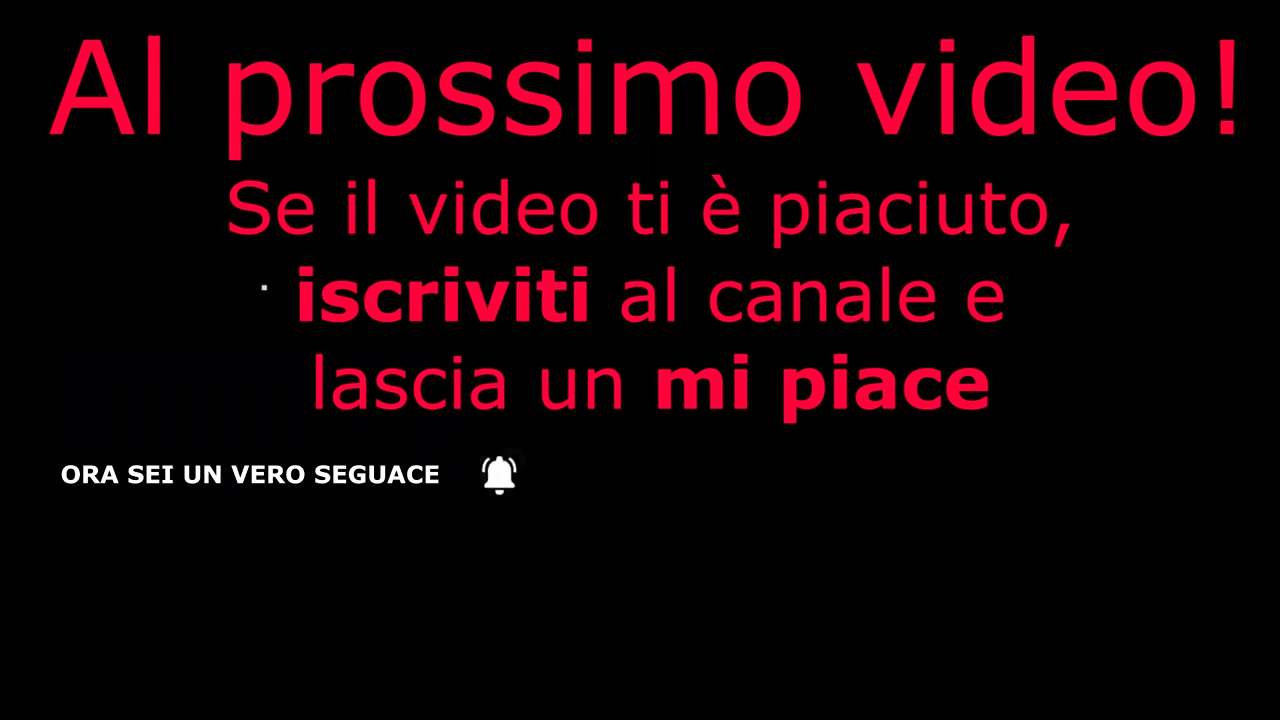 Al prossimo video!
Se il video ti è piaciuto,
iscriviti al canale e
lascia un mi piace
ORA SEI UN VERO SEGUACE